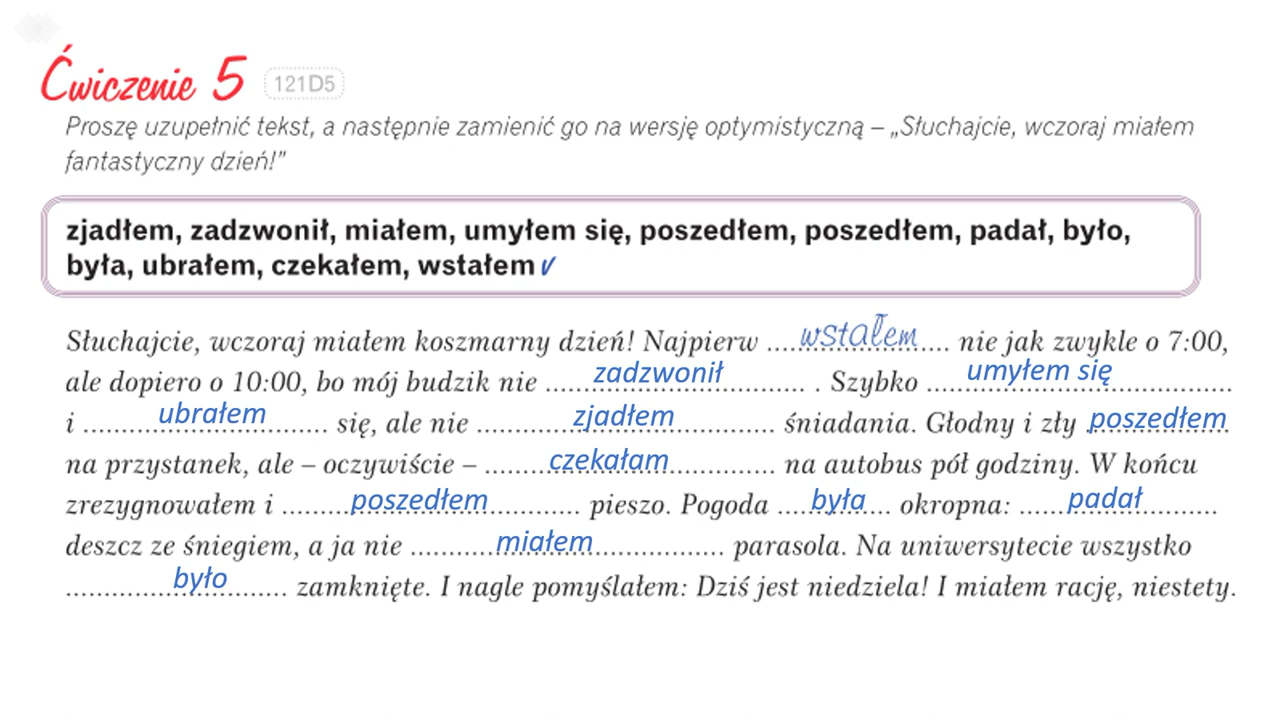 Ćwiczenie 5 121D5
Proszę uzupełnić tekst, a następnie zamienić go na wersję optymistyczną – „Słuchajcie, wczoraj miałem
fantastyczny dzień!”
zjadłem, zadzwonił, miałem, umyłem się, poszedłem, poszedłem, padał, było,
była, ubrałem, czekałem, wstałem ✓
Słuchajcie, wczoraj miałem koszmarny dzień! Najpierw ... wstałem ... nie jak zwykle o 7:00,
ale dopiero o 10:00, bo mój budzik nie ... zadzwonił ... . Szybko ... umyłem się ...
i ... ubrałem ... się, ale nie ... zjadłem ... śniadania. Głodny i zły poszedłem
na przystanek, ale – oczywiście – ... czekałam ... na autobus pół godziny. W końcu
zrezygnowałem i ... poszedłem ... pieszo. Pogoda ... była ... okropna: ... padał ...
deszcz ze śniegiem, a ja nie ... miałem ... parasola. Na uniwersytecie wszystko
... było ... zamknięte. I nagle pomyślałem: Dziś jest niedziela! I miałem rację, niestety.